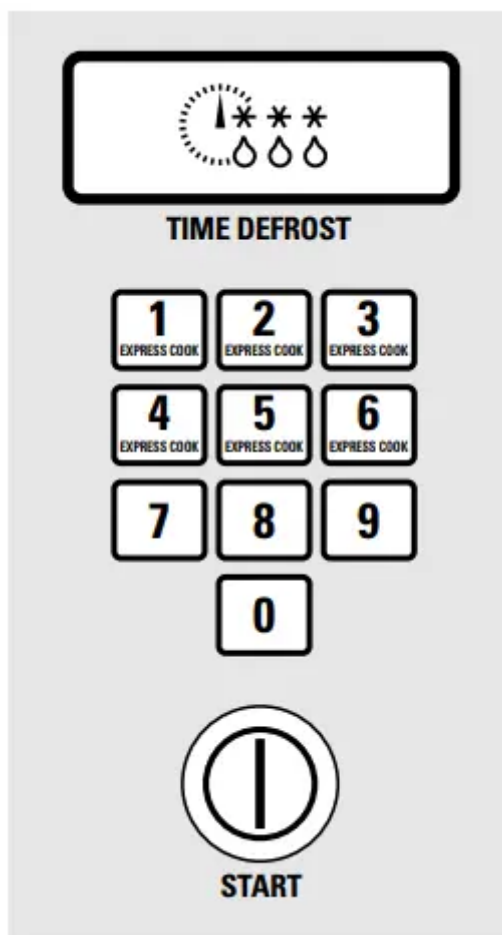 TIME DEFROST
1 2 3
EXPRESS COOK EXPRESS COOK EXPRESS COOK
4 5 6
EXPRESS COOK EXPRESS COOK EXPRESS COOK
7 8 9
0
START